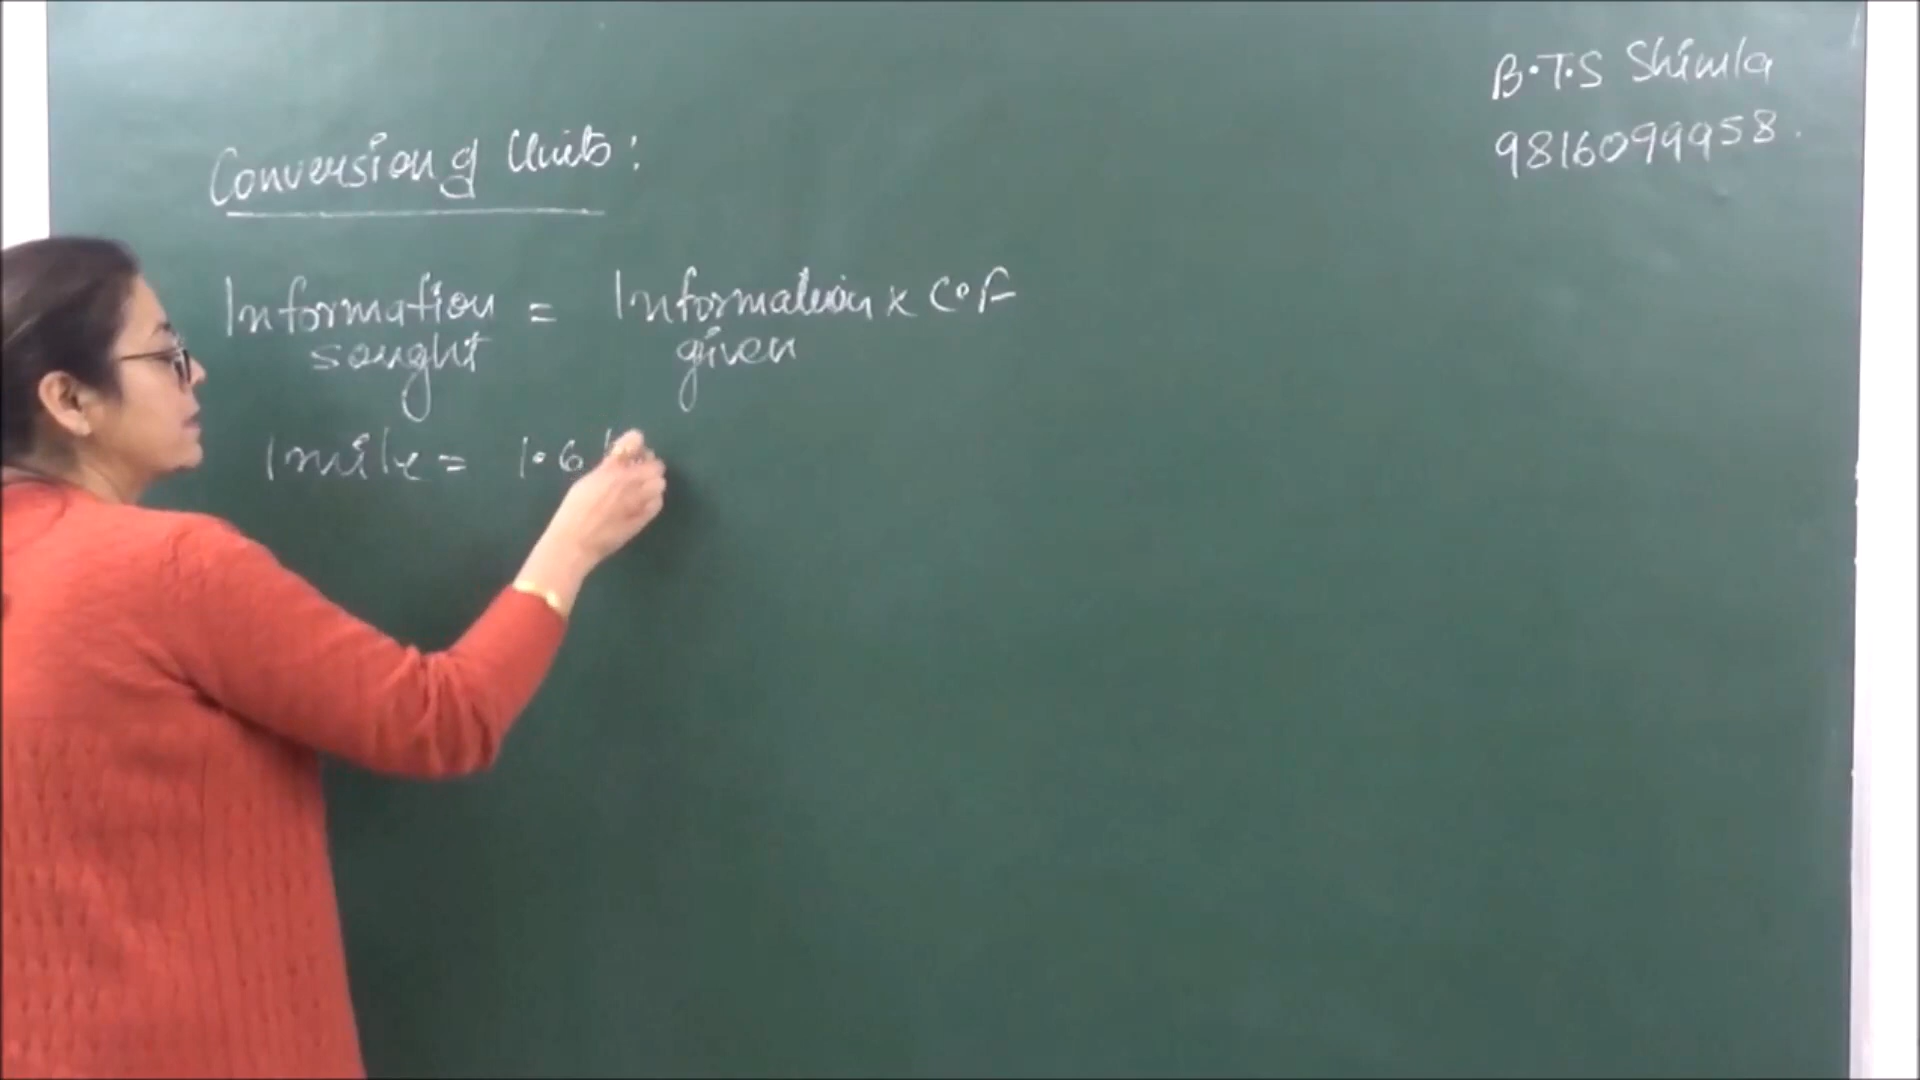 B.T.S Shimla
9816099958.
Conversion of Units:
Information = Information x C.F
sought given
1 mile = 1.6